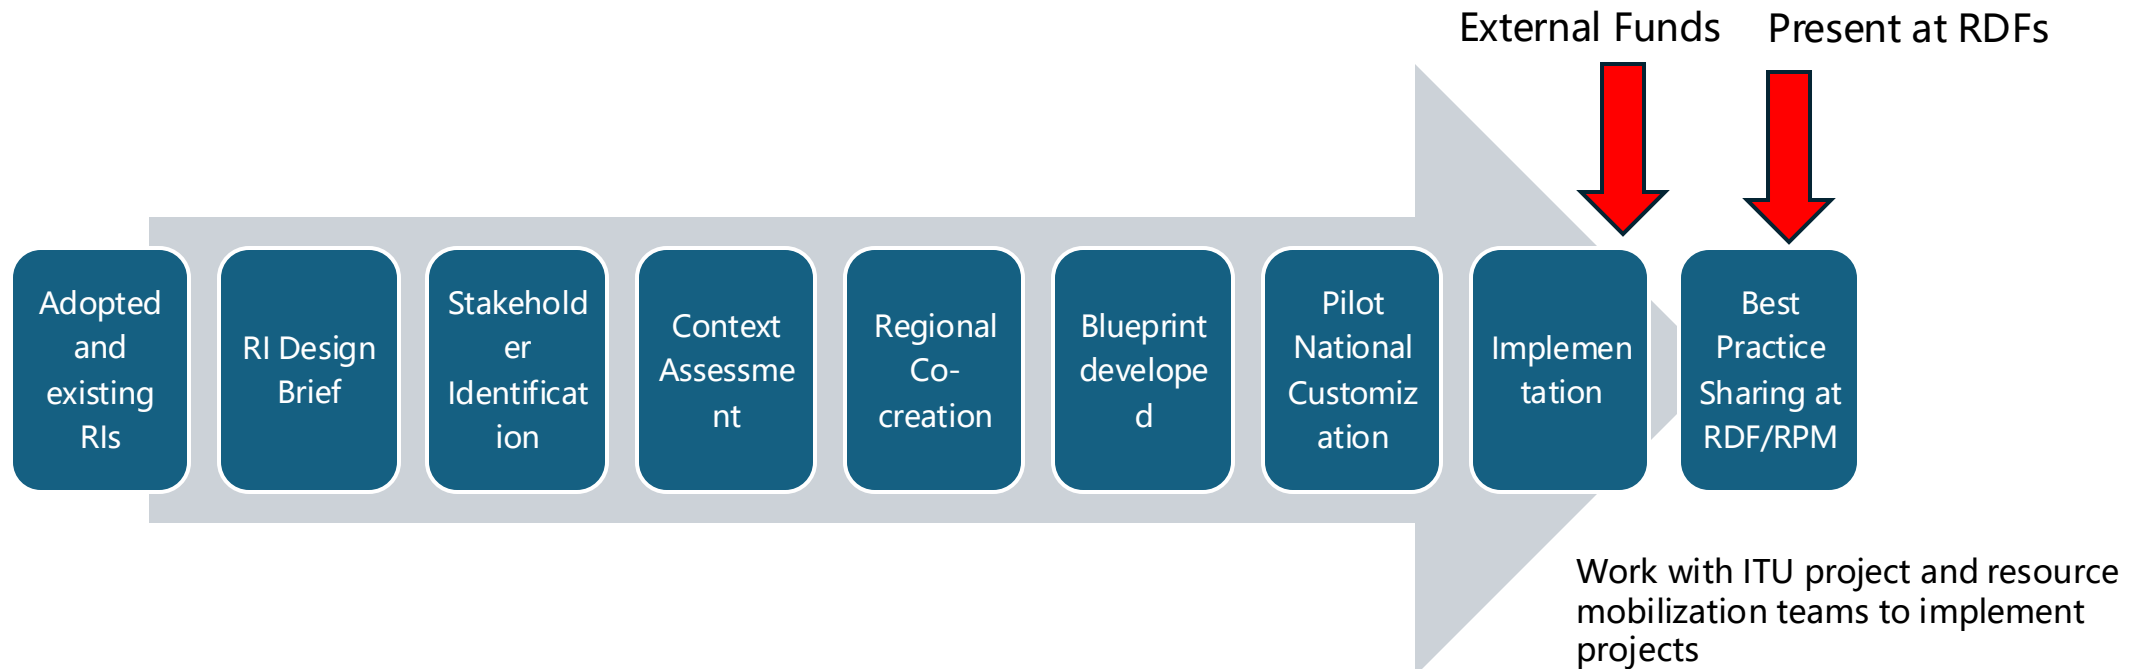 External Funds
Present at RDFs
Adopted
and
existing
RIs
RI Design
Brief
Stakehold
er
Identificat
ion
Context
Assessme
nt
Regional
Co-
creation
Blueprint
develope
d
Pilot
National
Customiz
ation
Implemen
tation
Best
Practice
Sharing at
RDF/RPM
Work with ITU project and resource
mobilization teams to implement
projects